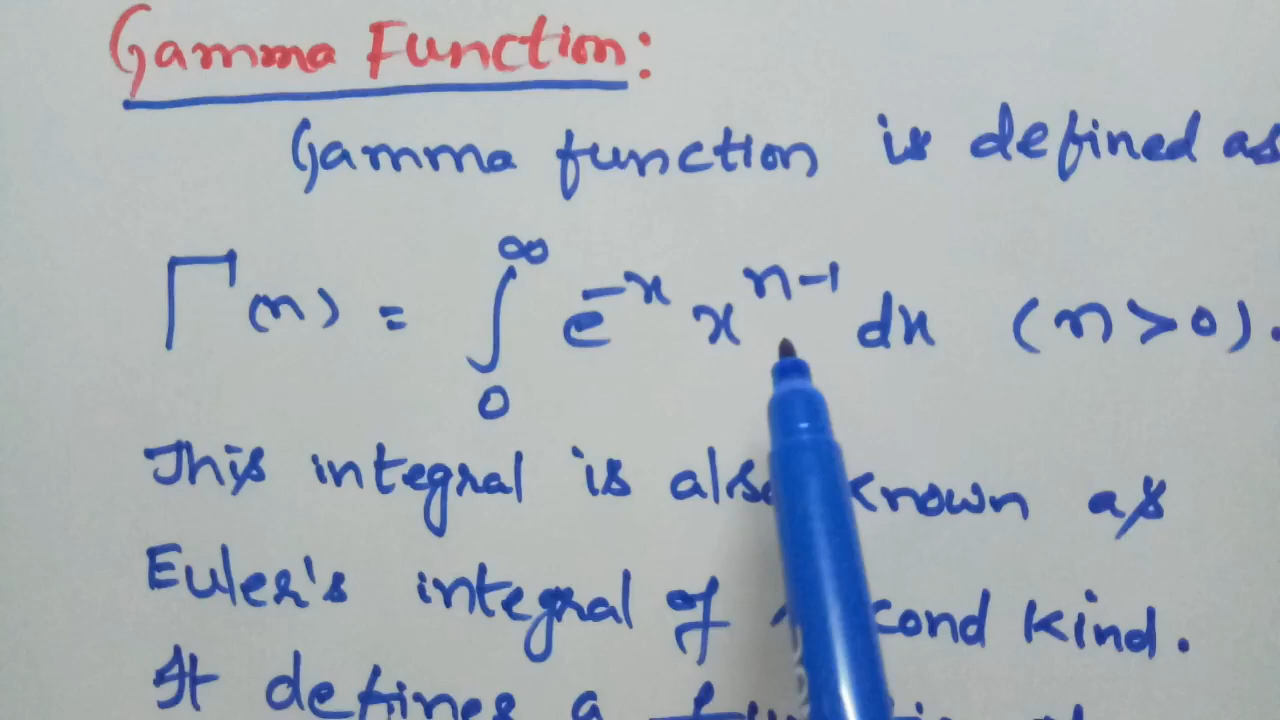 Gamma Function:
Gamma function is defined as
Γ(n) = ∫₀^∞ e^{-x} x^{n-1} dx (n > 0).
This integral is also known as
Euler's integral of second kind.
It defines a